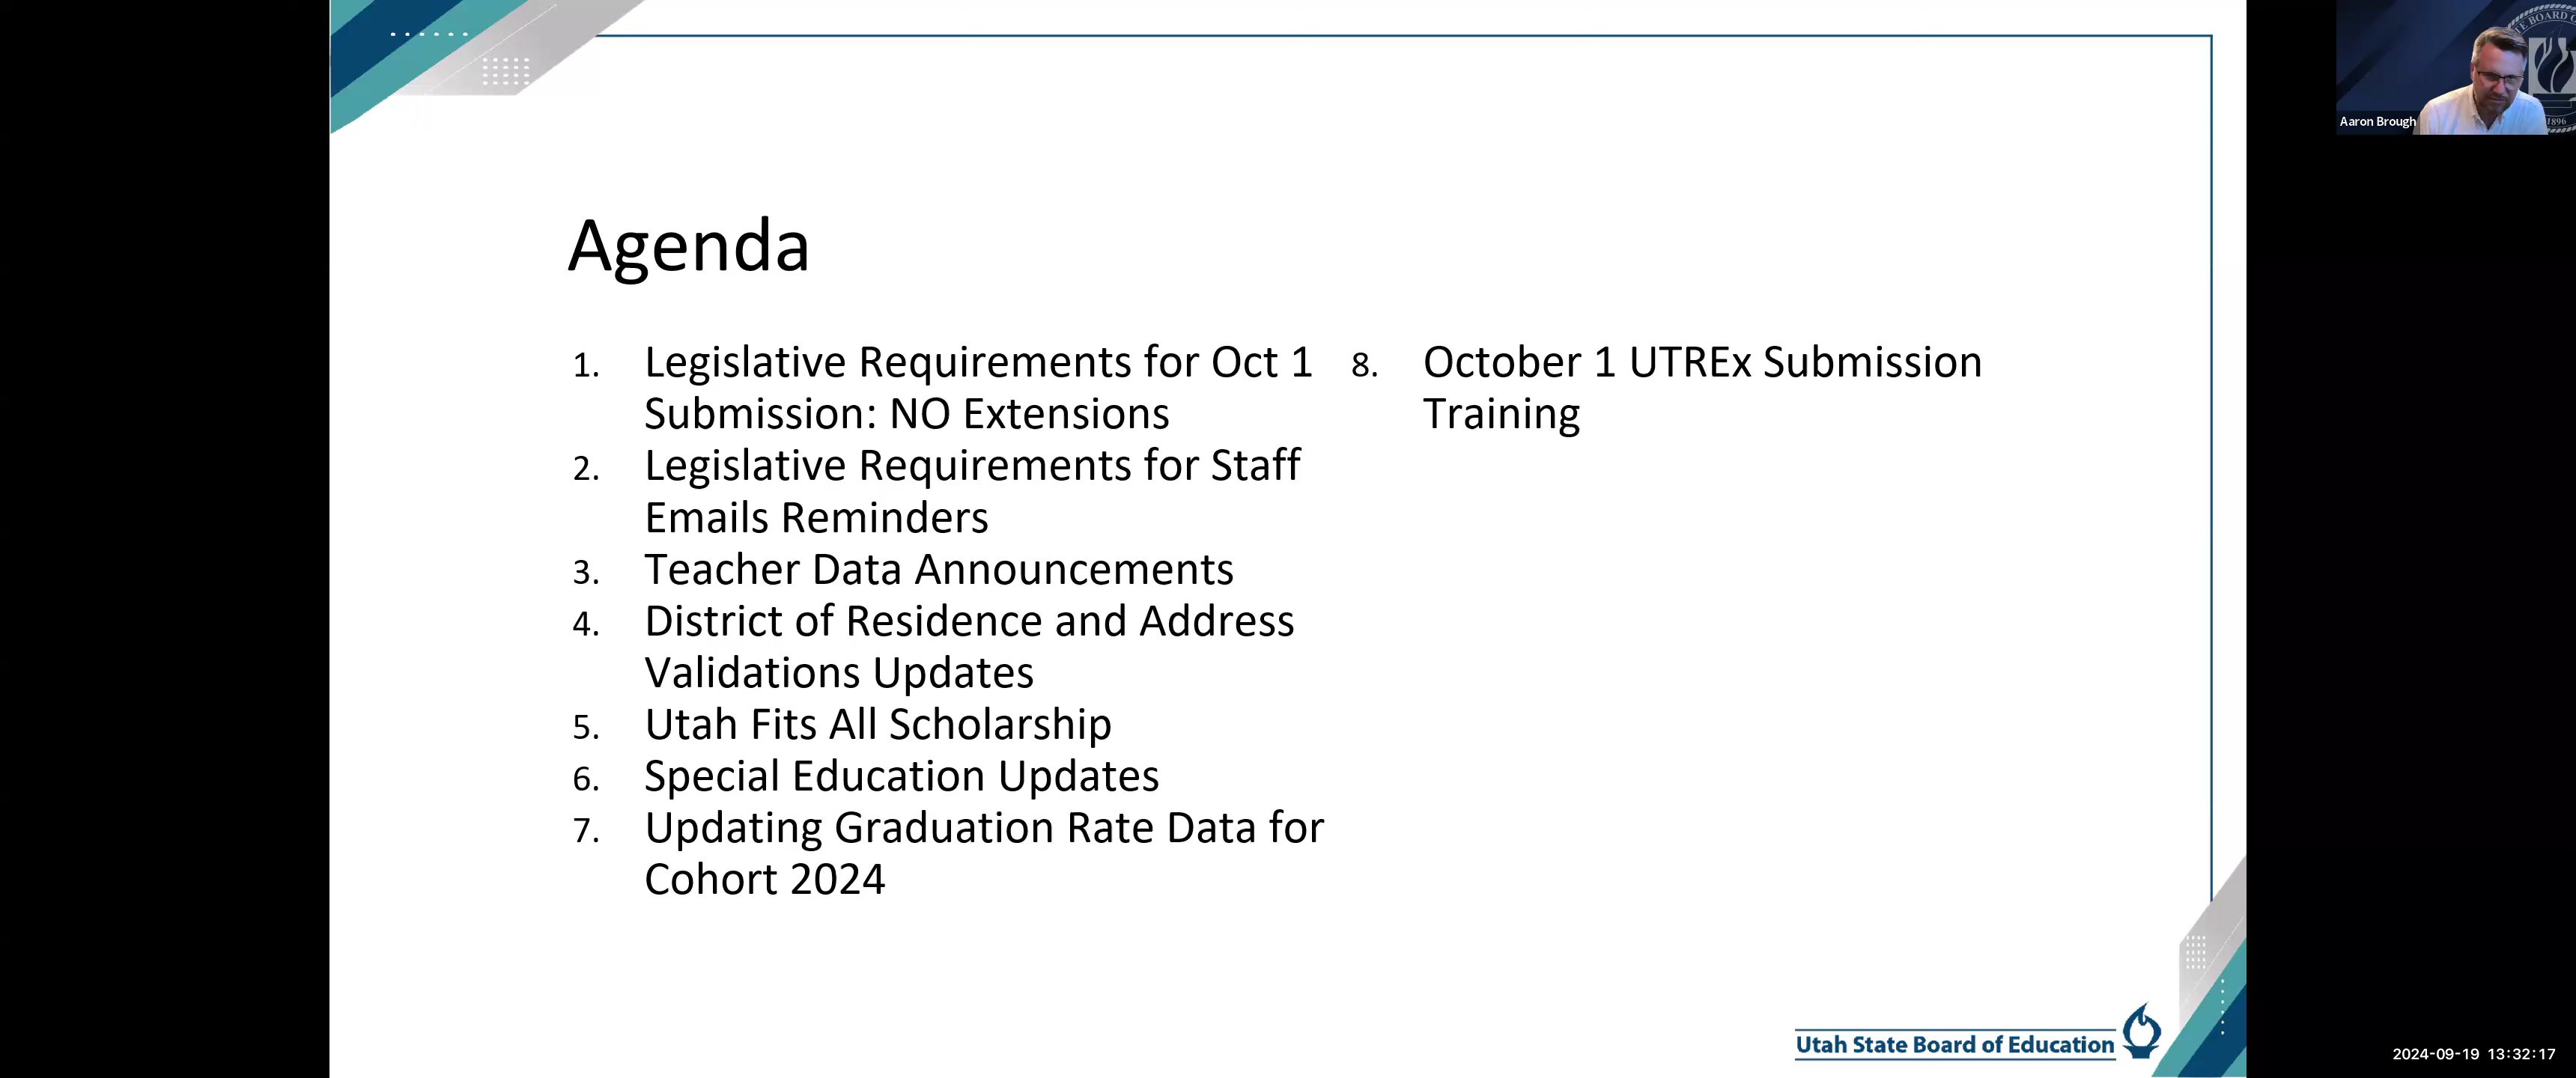 Agenda
1. Legislative Requirements for Oct 1
Submission: NO Extensions
2. Legislative Requirements for Staff
Emails Reminders
3. Teacher Data Announcements
4. District of Residence and Address
Validations Updates
5. Utah Fits All Scholarship
6. Special Education Updates
7. Updating Graduation Rate Data for
Cohort 2024
8. October 1 UTREx Submission
Training
Utah State Board of Education
TE BOARD O
1896
Aaron Brough
2024-09-19 13:32:17